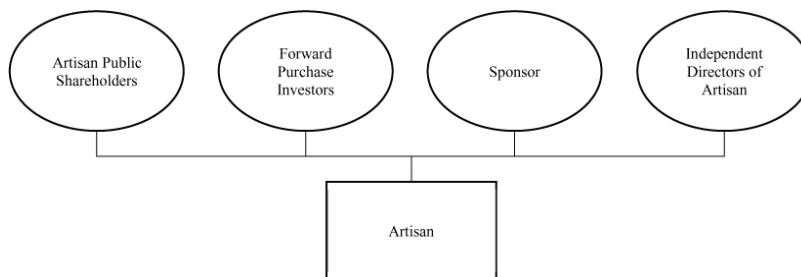 Artisan Public
Shareholders
Forward
Purchase
Investors
Sponsor
Independent
Directors of
Artisan
Artisan